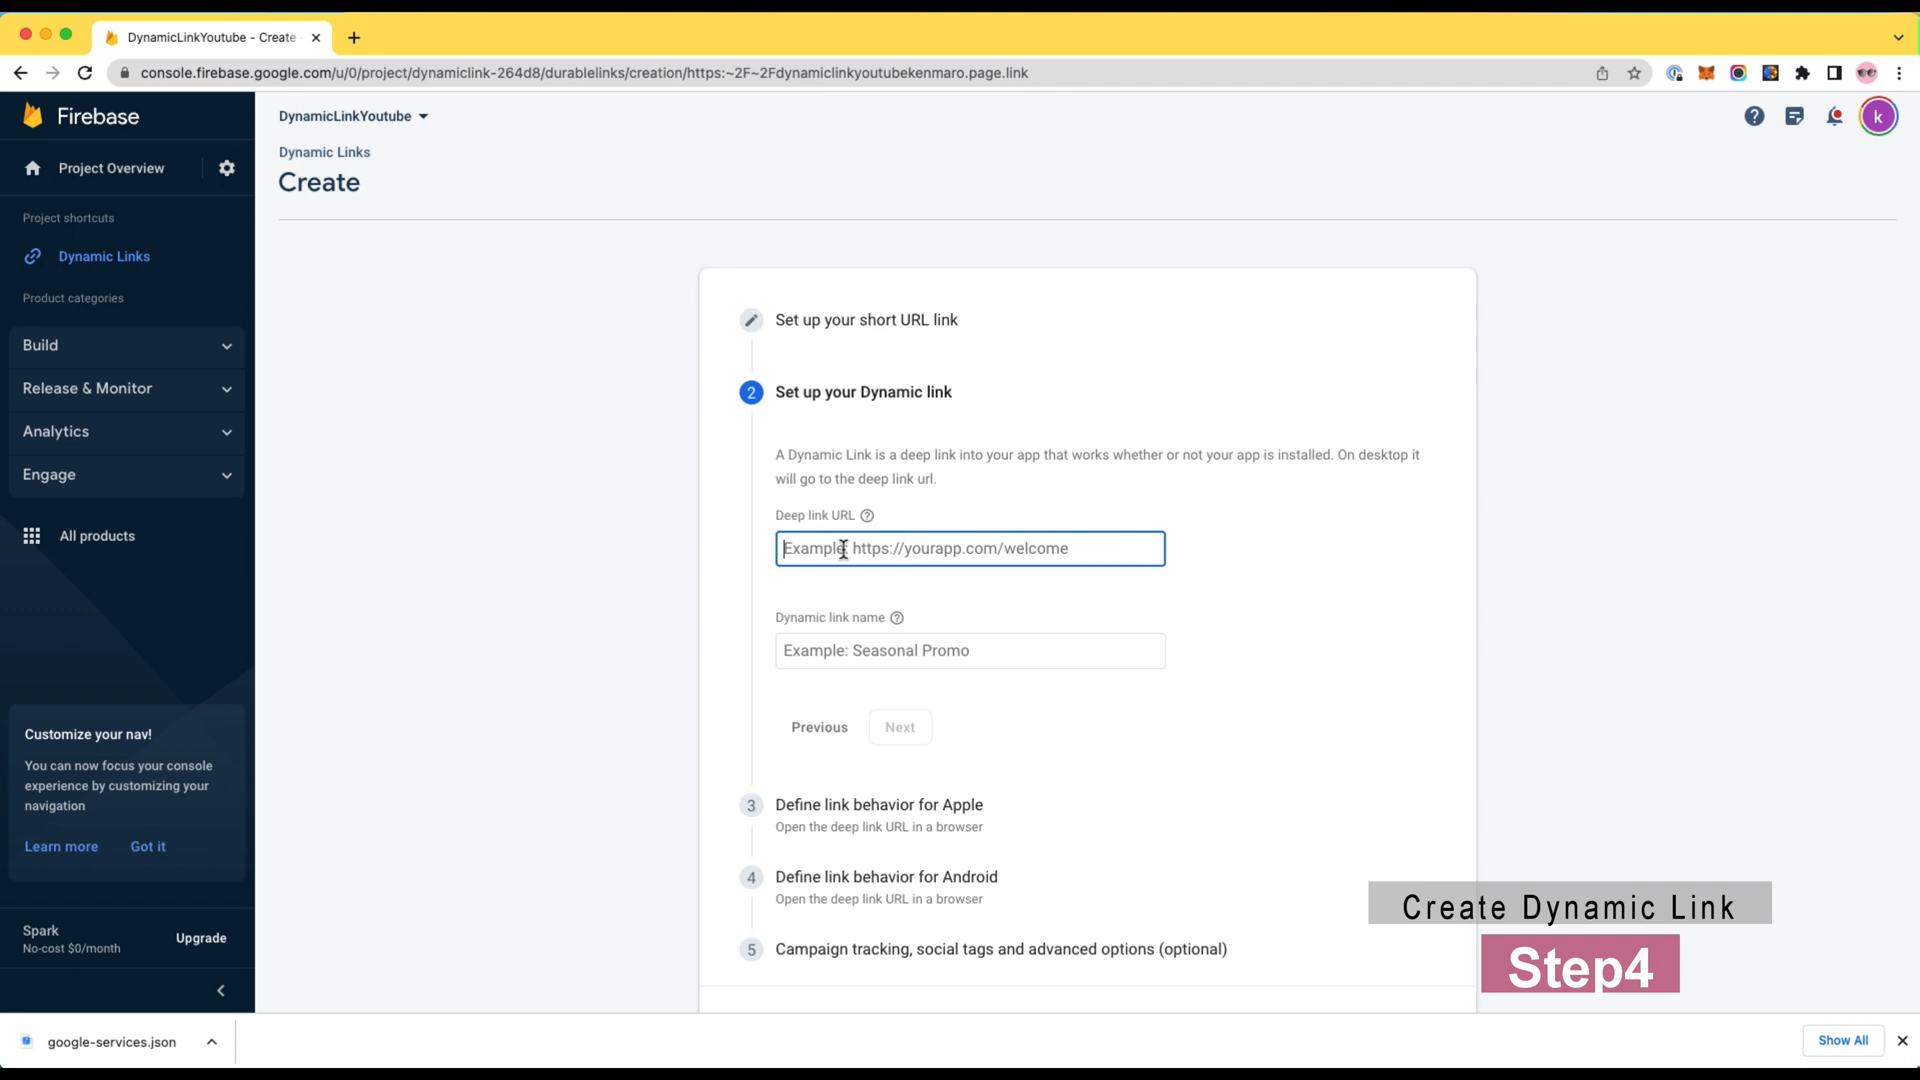 DynamicLinkYoutube - Create
console.firebase.google.com/u/0/project/dynamiclink-264d8/durablelinks/creation/https:~2F~2Fdynamiclinkyoutubekenmaro.page.link
Firebase
Project Overview
Project shortcuts
Dynamic Links
Product categories
Build
Release & Monitor
Analytics
Engage
All products
Customize your nav!
You can now focus your console
experience by customizing your
navigation
Learn more
Got it
Spark
No-cost $0/month
Upgrade
DynamicLinkYoutube
k
Dynamic Links
Create
Set up your short URL link
2
Set up your Dynamic link
A Dynamic Link is a deep link into your app that works whether or not your app is installed. On desktop it
will go to the deep link url.
Deep link URL
Example: https://yourapp.com/welcome
Dynamic link name
Example: Seasonal Promo
Previous
Next
3
Define link behavior for Apple
Open the deep link URL in a browser
4
Define link behavior for Android
Open the deep link URL in a browser
5
Campaign tracking, social tags and advanced options (optional)
Create Dynamic Link
Step4
google-services.json
Show All